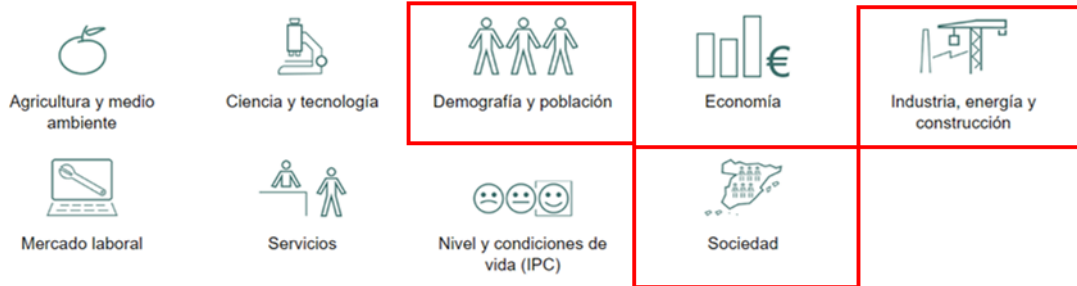 Agricultura y medio
ambiente
Ciencia y tecnología
Demografía y población
€
Economía
Industria, energía y
construcción
Mercado laboral
Servicios
Nivel y condiciones de
vida (IPC)
Sociedad